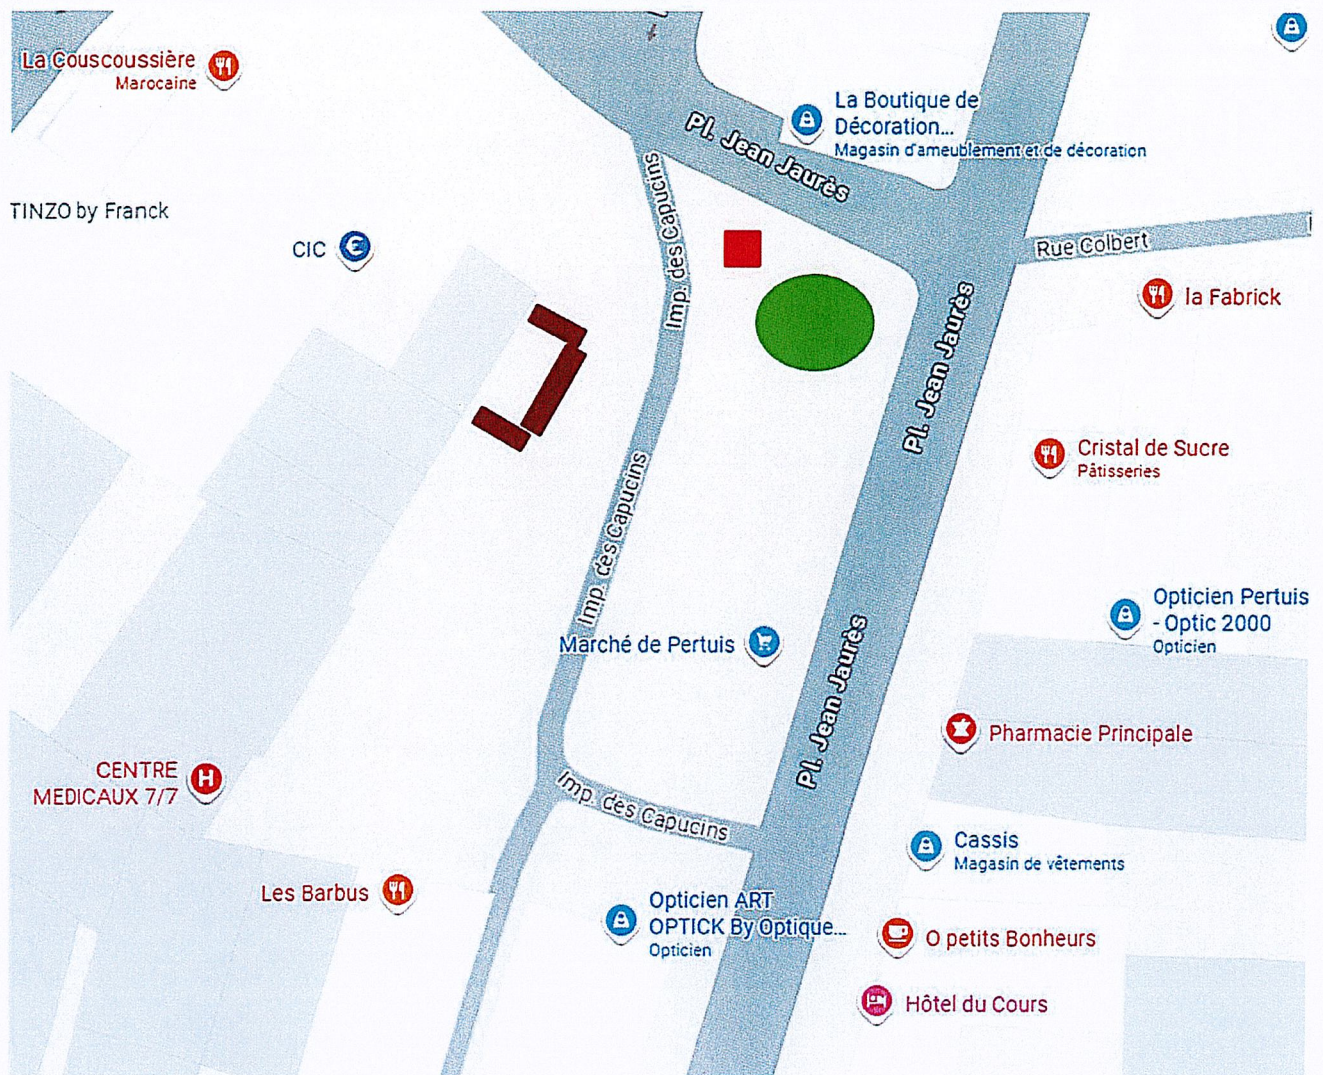 La Couscoussière
Marocaine
La Boutique de
Décoration...
Magasin d'ameublement et de décoration
Pl. Jean Jaurès
Imp. des Capucins
TINZO by Franck
CIC
Rue Colbert
la Fabrick
Pl. Jean Jaurès
Cristal de Sucre
Pâtisseries
Imp. des Capucins
Opticien Pertuis
- Optic 2000
Opticien
Marché de Pertuis
Pl. Jean Jaurès
Pharmacie Principale
CENTRE
MEDICAUX 7/7
H
Imp. des Capucins
Cassis
Magasin de vêtements
Les Barbus
Opticien ART
OPTICK By Optique...
Opticien
O petits Bonheurs
Hôtel du Cours